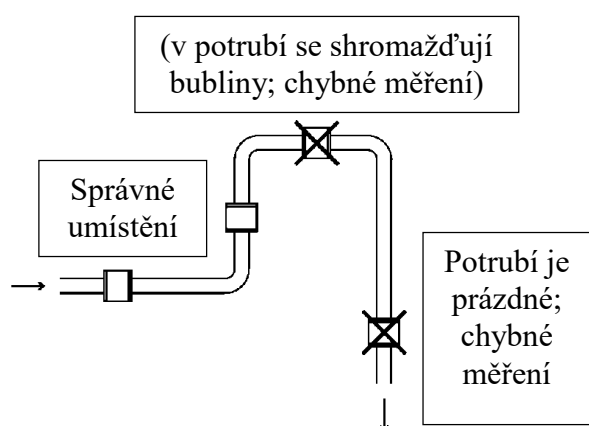 (v potrubí se shromažďují
bubliny; chybné měření)
Správné
umístění
Potrubí je
prázdné;
chybné
měření